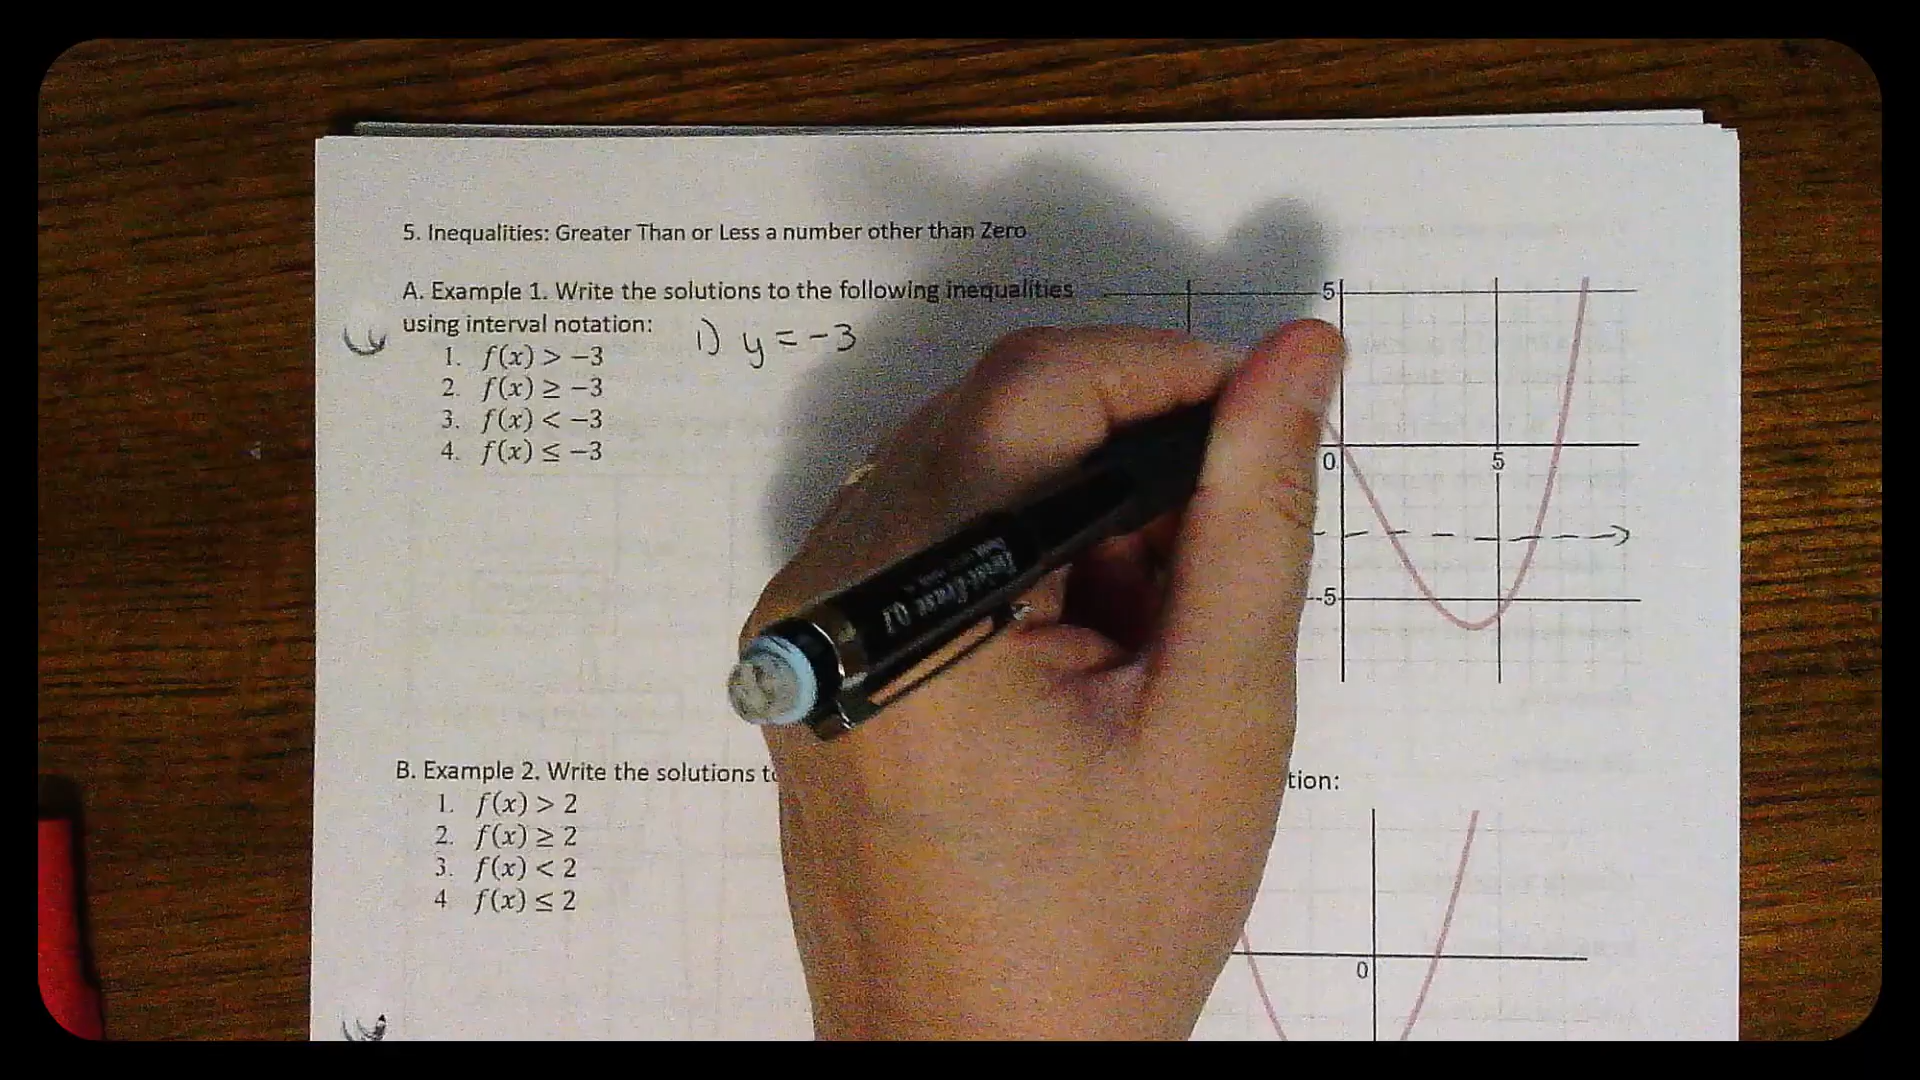 5. Inequalities: Greater Than or Less a number other than Zero
A. Example 1. Write the solutions to the following inequalities
using interval notation:
1) y = -3
1. f(x) > −3
2. f(x) ≥ −3
3. f(x) < −3
4. f(x) ≤ −3
5
0
5
-5
B. Example 2. Write the solutions
tion:
1. f(x) > 2
2. f(x) ≥ 2
3. f(x) < 2
4 f(x) ≤ 2
0